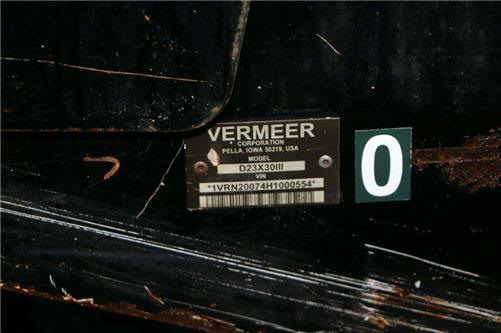 VERMEER
CORPORATION
PELLA, IOWA 50219, USA
MODEL
D23X30III
VIN
*1VRN20074H1000554*
0